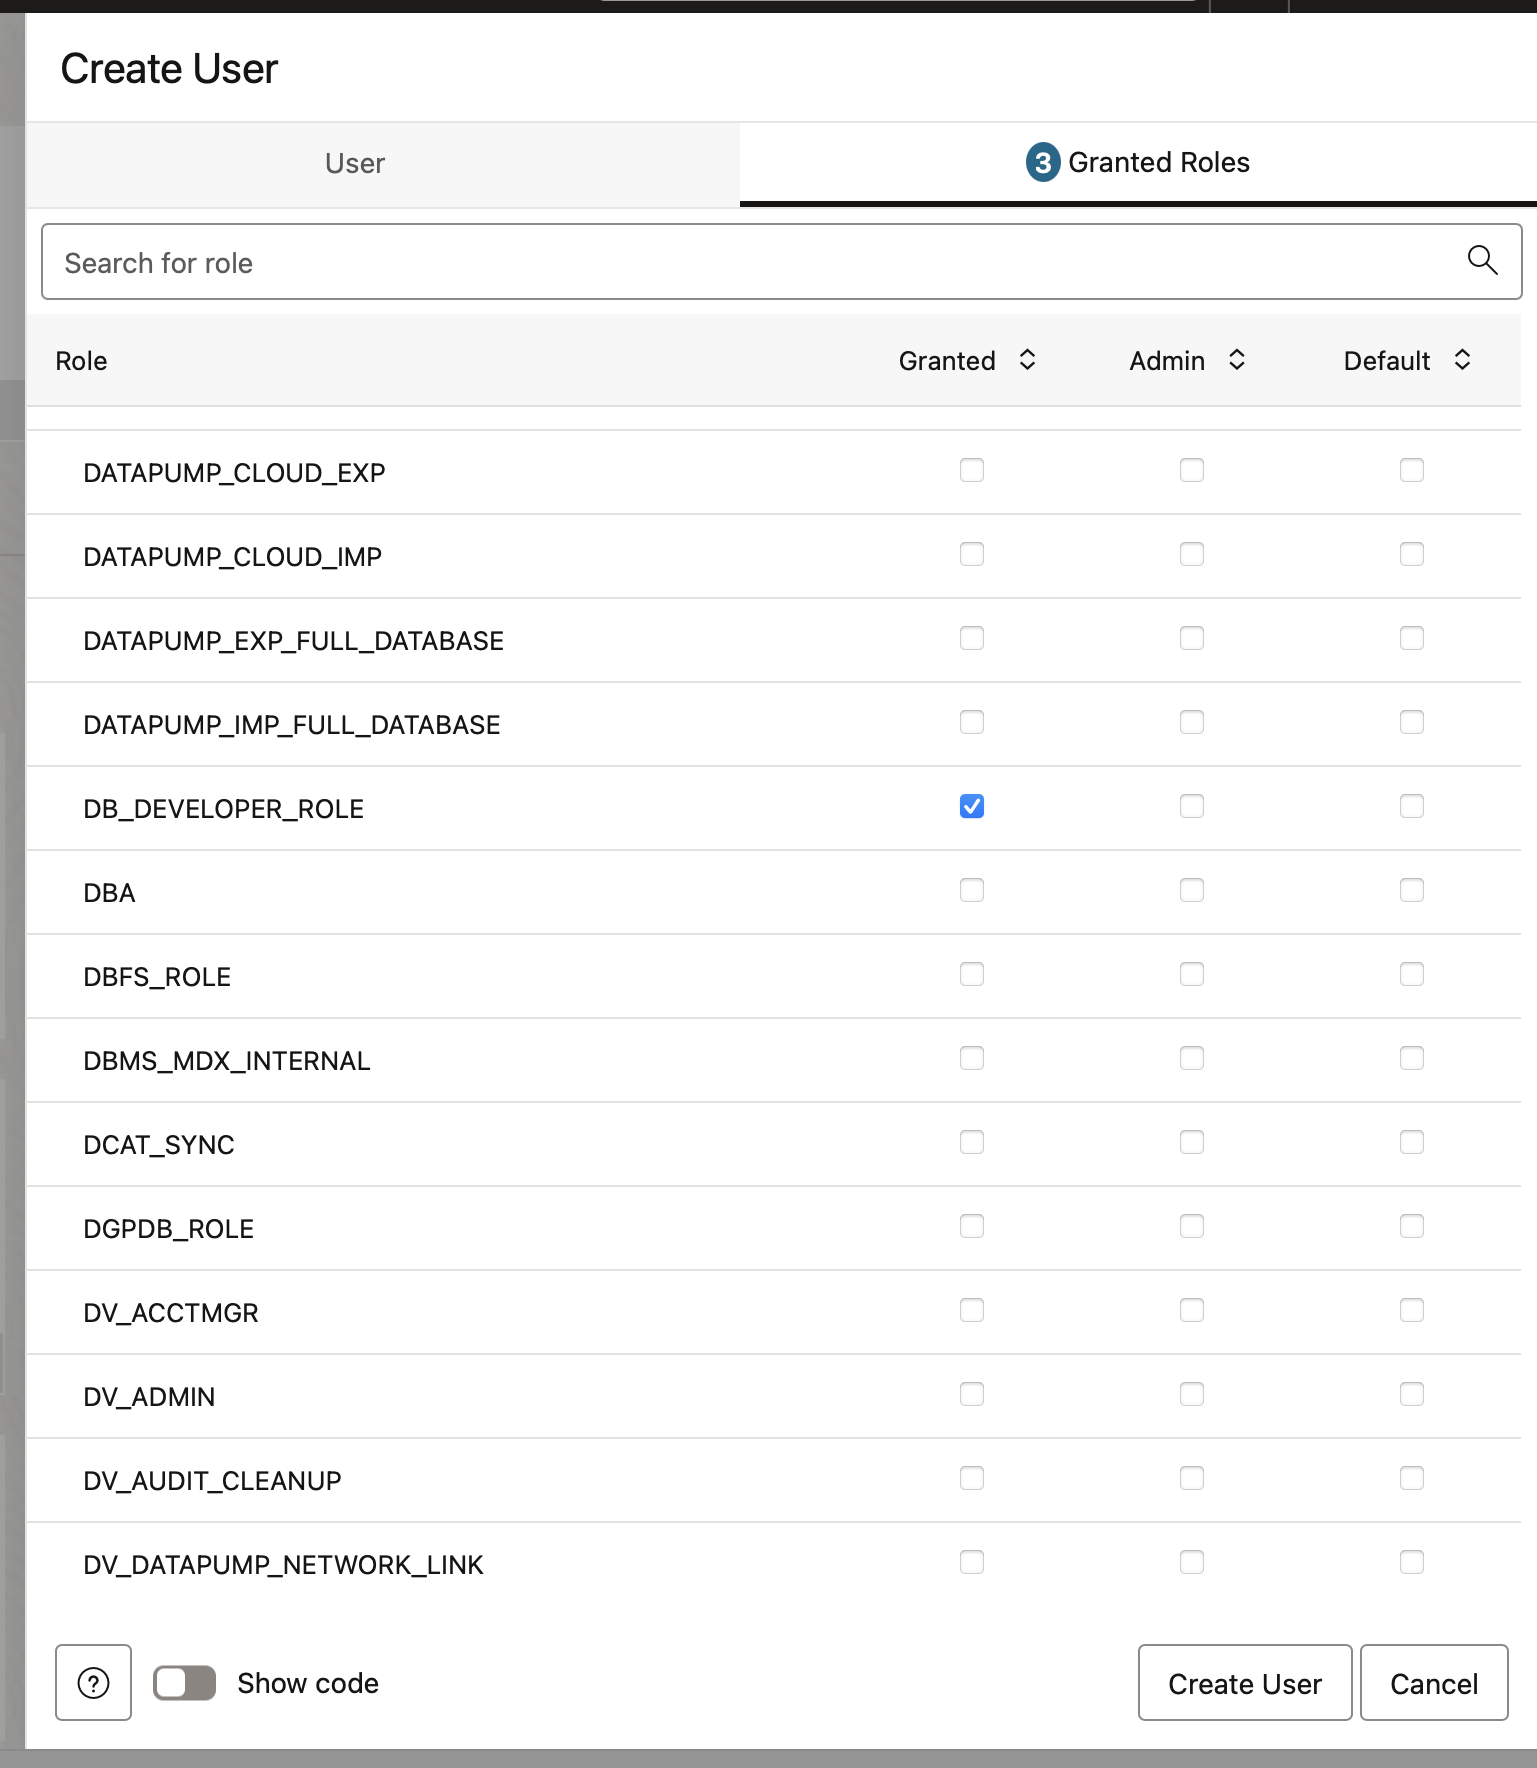 Create User
User
3 Granted Roles
Search for role
Role Granted Admin Default
DATAPUMP_CLOUD_EXP
DATAPUMP_CLOUD_IMP
DATAPUMP_EXP_FULL_DATABASE
DATAPUMP_IMP_FULL_DATABASE
DB_DEVELOPER_ROLE
DBA
DBFS_ROLE
DBMS_MDX_INTERNAL
DCAT_SYNC
DGPDB_ROLE
DV_ACCTMGR
DV_ADMIN
DV_AUDIT_CLEANUP
DV_DATAPUMP_NETWORK_LINK
? Show code Create User Cancel